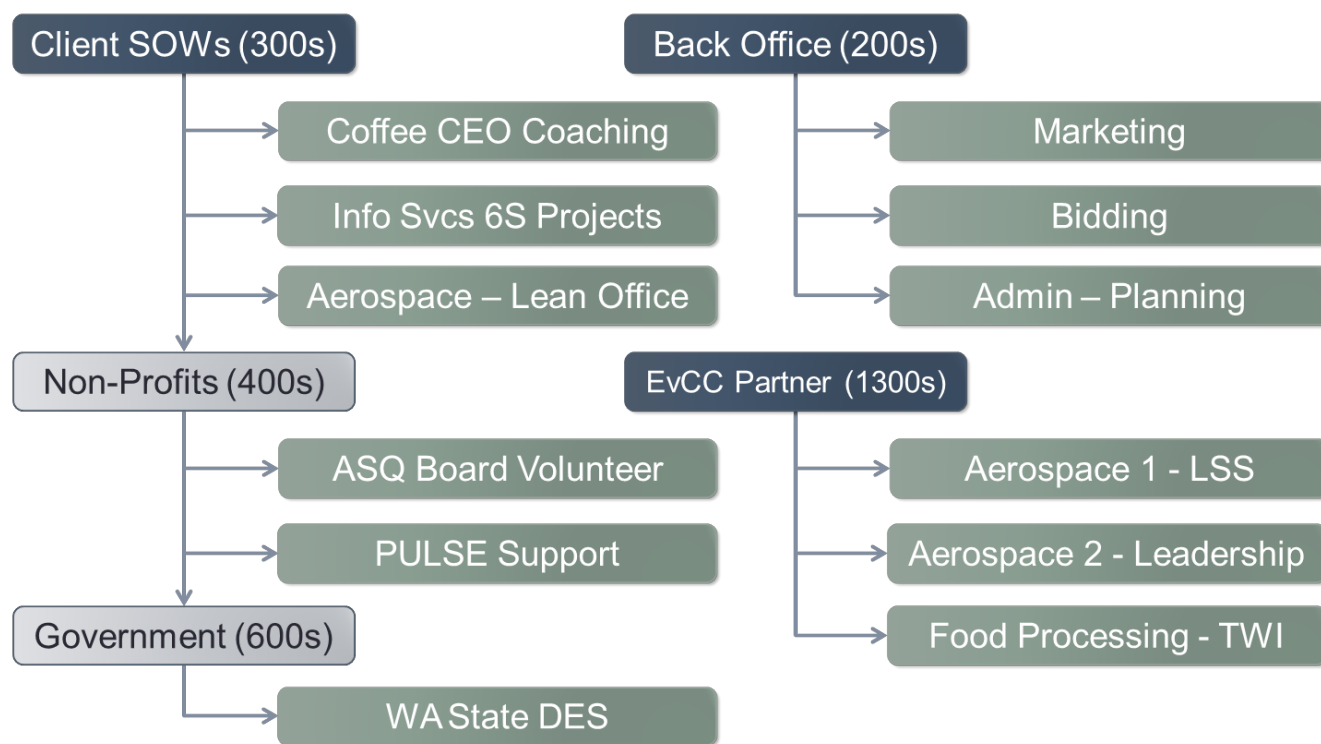 Client SOWs (300s)
Coffee CEO Coaching
Info Svcs 6S Projects
Aerospace – Lean Office
Non-Profits (400s)
ASQ Board Volunteer
PULSE Support
Government (600s)
WA State DES
Back Office (200s)
Marketing
Bidding
Admin – Planning
EvCC Partner (1300s)
Aerospace 1 - LSS
Aerospace 2 - Leadership
Food Processing - TWI